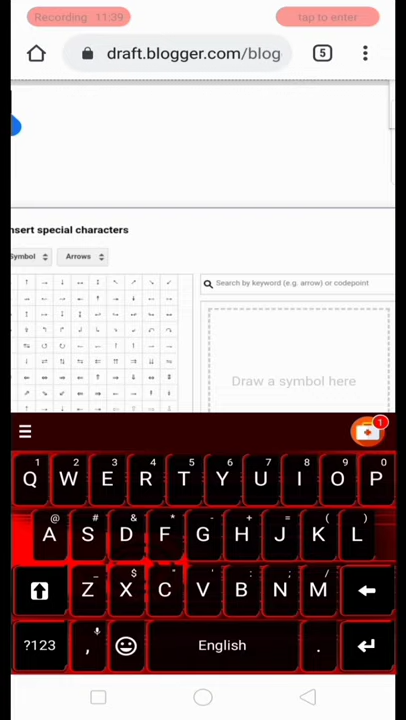 Recording 11:39 tap to enter
draft.blogger.com/blog 5
nsert special characters
Symbol Arrows
Search by keyword (e.g. arrow) or codepoint
Draw a symbol here
1
1 2 3 4 5 6 7 8 9 0
Q W E R T Y U I O P
@ # & * - + = ( )
A S D F G H J K L
_ $ " ' : ; /
Z X C V B N M
?123 , English .